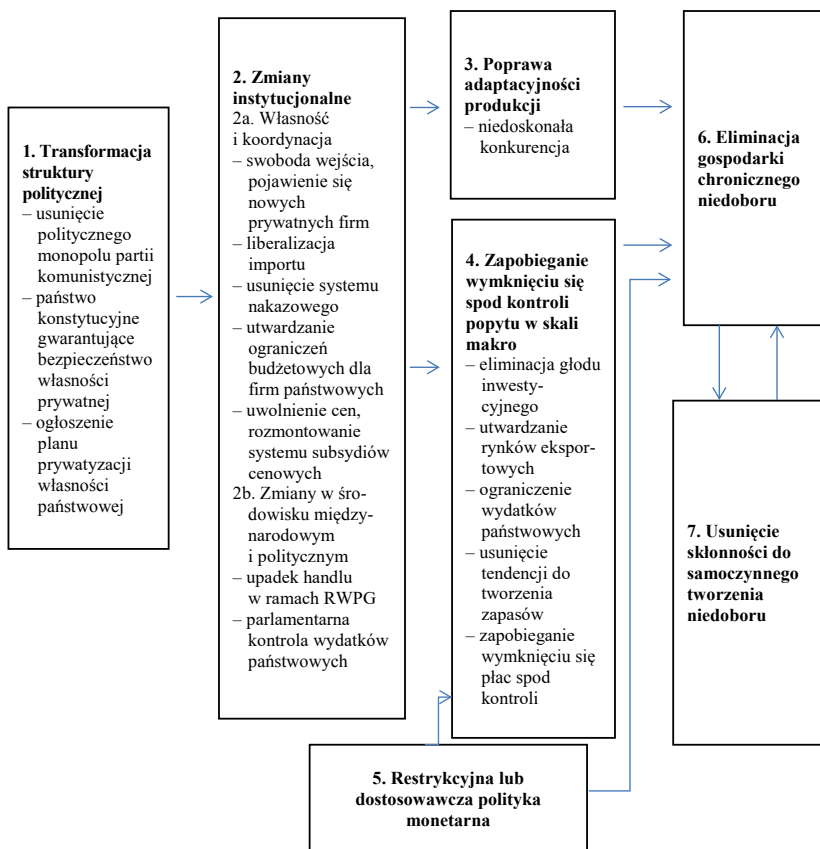 1. Transformacja
struktury
politycznej
– usunięcie
politycznego
monopolu partii
komunistycznej
– państwo
konstytucyjne
gwarantujące
bezpieczeństwo
własności
prywatnej
– ogłoszenie
planu
prywatyzacji
własności
państwowej
2. Zmiany
instytucjonalne
2a. Własność
i koordynacja
– swoboda wejścia,
pojawienie się
nowych
prywatnych firm
– liberalizacja
importu
– usunięcie systemu
nakazowego
– utwardzanie
ograniczeń
budżetowych dla
firm państwowych
– uwolnienie cen,
rozmontowanie
systemu subsydiów
cenowych
2b. Zmiany w śro-
dowisku między-
narodowym
i politycznym
– upadek handlu
w ramach RWPG
– parlamentarna
kontrola wydatków
państwowych
3. Poprawa
adaptacyjności
produkcji
– niedoskonała
konkurencja
4. Zapobieganie
wymknięciu się
spod kontroli
popytu w skali
makro
– eliminacja głodu
inwesty-
cyjnego
– utwardzanie
rynków ekspor-
towych
– ograniczenie
wydatków
państwowych
– usunięcie
tendencji do
tworzenia
zapasów
– zapobieganie
wymknięciu się
płac spod
kontroli
5. Restrykcyjna lub
dostosowawcza polityka
monetarna
6. Eliminacja
gospodarki
chronicznego
niedoboru
7. Usunięcie
skłonności do
samoczynnego
tworzenia
niedoboru